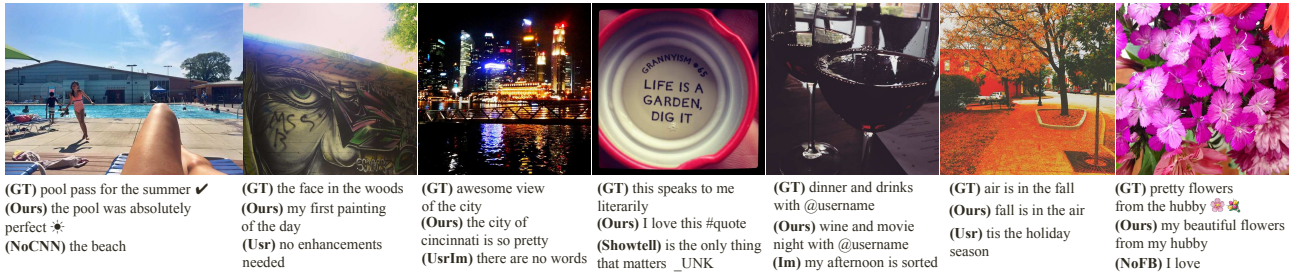 GRANNYISM #65
LIFE IS A
GARDEN,
DIG IT
(GT) pool pass for the summer ✔
(Ours) the pool was absolutely
perfect ☀
(NoCNN) the beach
(GT) the face in the woods
(Ours) my first painting
of the day
(Usr) no enhancements
needed
(GT) awesome view
of the city
(Ours) the city of
cincinnati is so pretty
(UsrIm) there are no words
(GT) this speaks to me
literarily
(Ours) I love this #quote
(Showtell) is the only thing
that matters _UNK
(GT) dinner and drinks
with @username
(Ours) wine and movie
night with @username
(Im) my afternoon is sorted
(GT) air is in the fall
(Ours) fall is in the air
(Usr) tis the holiday
season
(GT) pretty flowers
from the hubby 🌸💐
(Ours) my beautiful flowers
from my hubby
(NoFB) I love